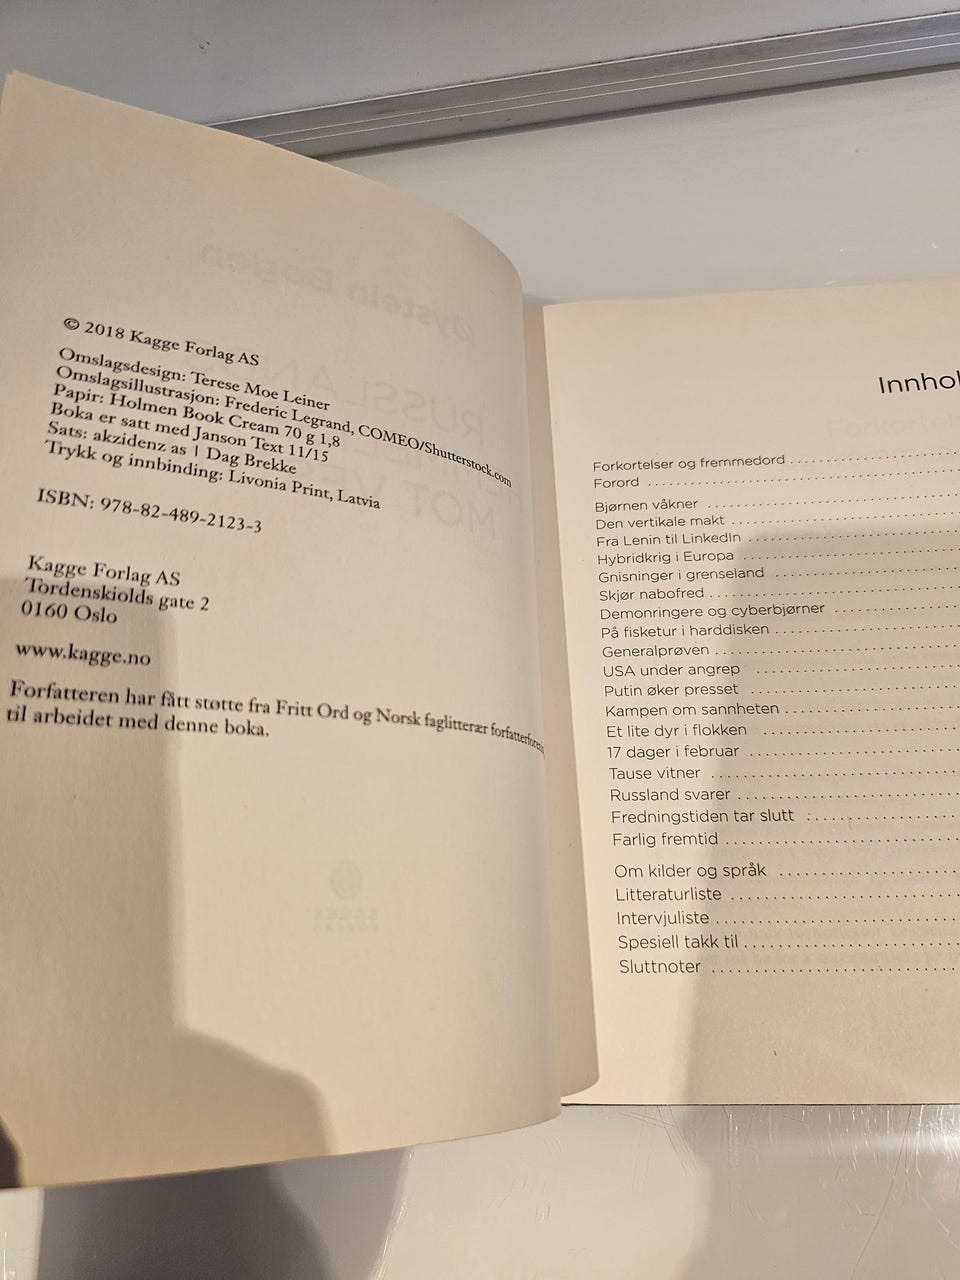 © 2018 Kagge Forlag AS
Omslagsdesign: Terese Moe Leiner
Omslagsillustrasjon: Frederic Legrand, COMEO/Shutterstock.com
Papir: Holmen Book Cream 70 g 1,8
Boka er satt med Janson Text 11/15
Sats: akzidenz as | Dag Brekke
Trykk og innbinding: Livonia Print, Latvia
ISBN: 978-82-489-2123-3
Kagge Forlag AS
Tordenskiolds gate 2
0160 Oslo
www.kagge.no
Forfatteren har fått støtte fra Fritt Ord og Norsk faglitterær
til arbeidet med denne boka.
Øystein Bogen
RUSSLAN
MOT V
Innhol
Forkortelser og fremmedord
Forord
Bjørnen våkner
Den vertikale makt
Fra Lenin til LinkedIn
Hybridkrig i Europa
Gnisninger i grenseland
Skjør nabofred
Demonringere og cyberbjørner
På fisketur i harddisken
Generalprøven
USA under angrep
Putin øker presset
Kampen om sannheten
Et lite dyr i flokken
17 dager i februar
Tause vitner
Russland svarer
Fredningstiden tar slutt
Farlig fremtid
Om kilder og språk
Litteraturliste
Intervjuliste
Spesiell takk til
Sluttnoter